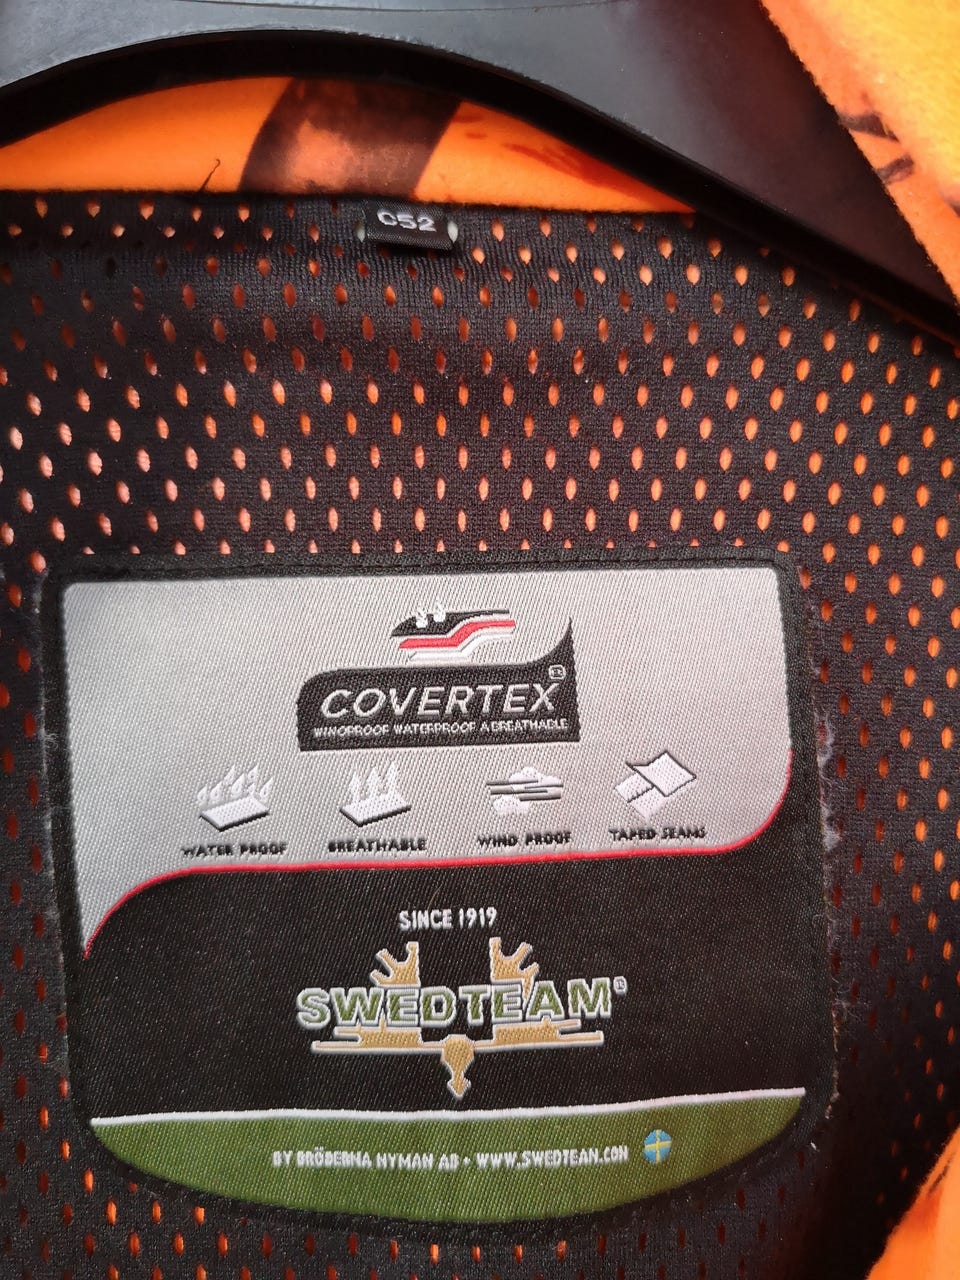 C52
COVERTEX®
WINDPROOF WATERPROOF & BREATHABLE
WATER PROOF
BREATHABLE
WIND PROOF
TAPED SEAMS
SINCE 1919
SWEDTEAM®
BY BRÖDERNA NYMAN AB • WWW.SWEDTEAM.COM